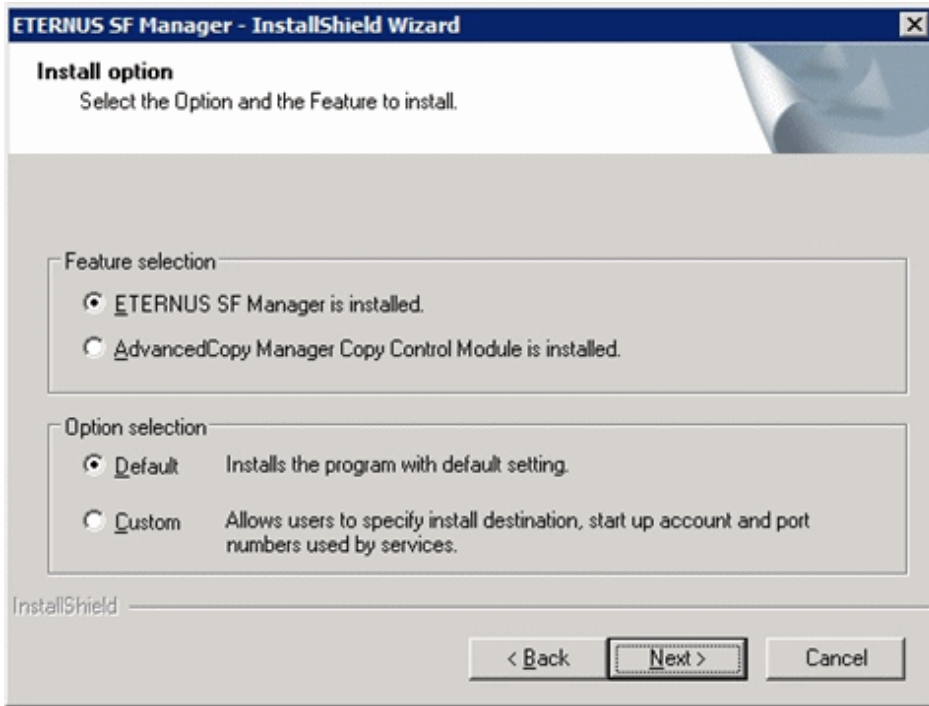 ETERNUS SF Manager - InstallShield Wizard
Install option
Select the Option and the Feature to install.
Feature selection
ETERNUS SF Manager is installed.
AdvancedCopy Manager Copy Control Module is installed.
Option selection
Default Installs the program with default setting.
Custom Allows users to specify install destination, start up account and port
numbers used by services.
InstallShield
< Back Next > Cancel